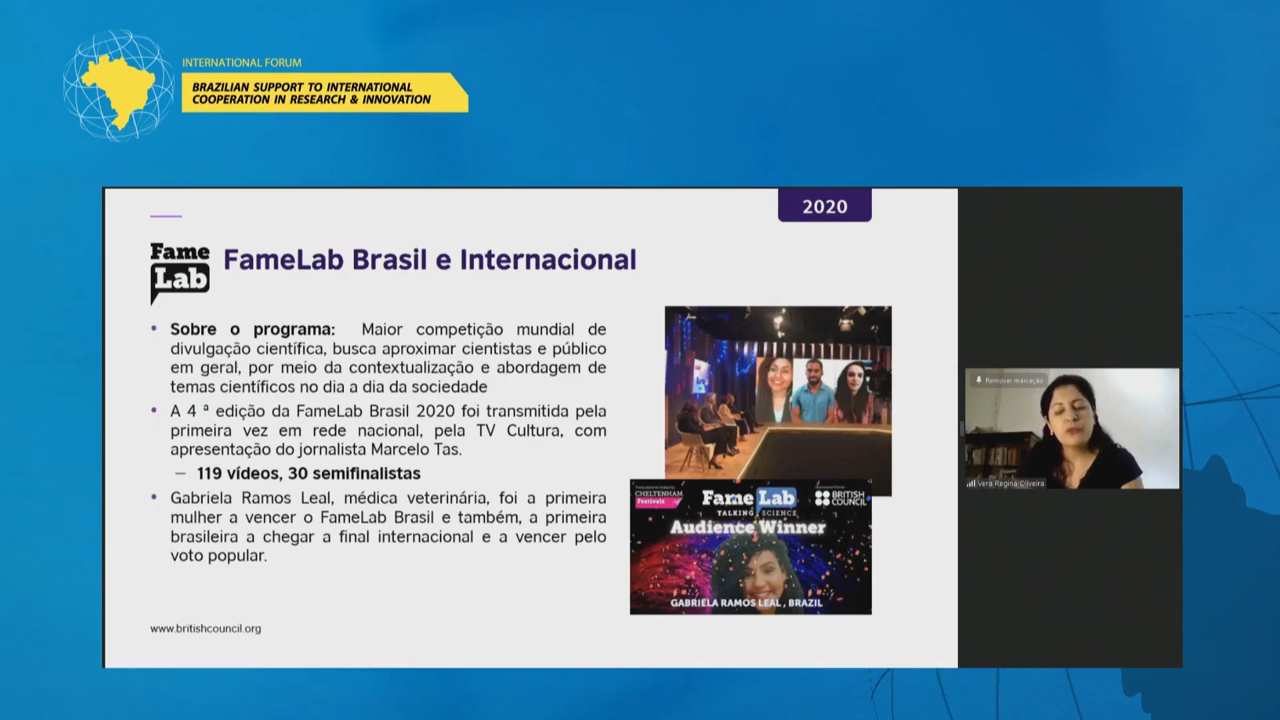 INTERNATIONAL FORUM
BRAZILIAN SUPPORT TO INTERNATIONAL
COOPERATION IN RESEARCH & INNOVATION
2020
Fame
Lab
FameLab Brasil e Internacional
• Sobre o programa: Maior competição mundial de
divulgação científica, busca aproximar cientistas e público
em geral, por meio da contextualização e abordagem de
temas científicos no dia a dia da sociedade
• A 4 ª edição da FameLab Brasil 2020 foi transmitida pela
primeira vez em rede nacional, pela TV Cultura, com
apresentação do jornalista Marcelo Tas.
– 119 vídeos, 30 semifinalistas
• Gabriela Ramos Leal, médica veterinária, foi a primeira
mulher a vencer o FameLab Brasil e também, a primeira
brasileira a chegar a final internacional e a vencer pelo
voto popular.
www.britishcouncil.org
CHELTENHAM
Festivals
Fame Lab
TALKING SCIENCE
BRITISH
COUNCIL
Audience Winner
GABRIELA RAMOS LEAL , BRAZIL
Remover marcação
Vera Regina Oliveira